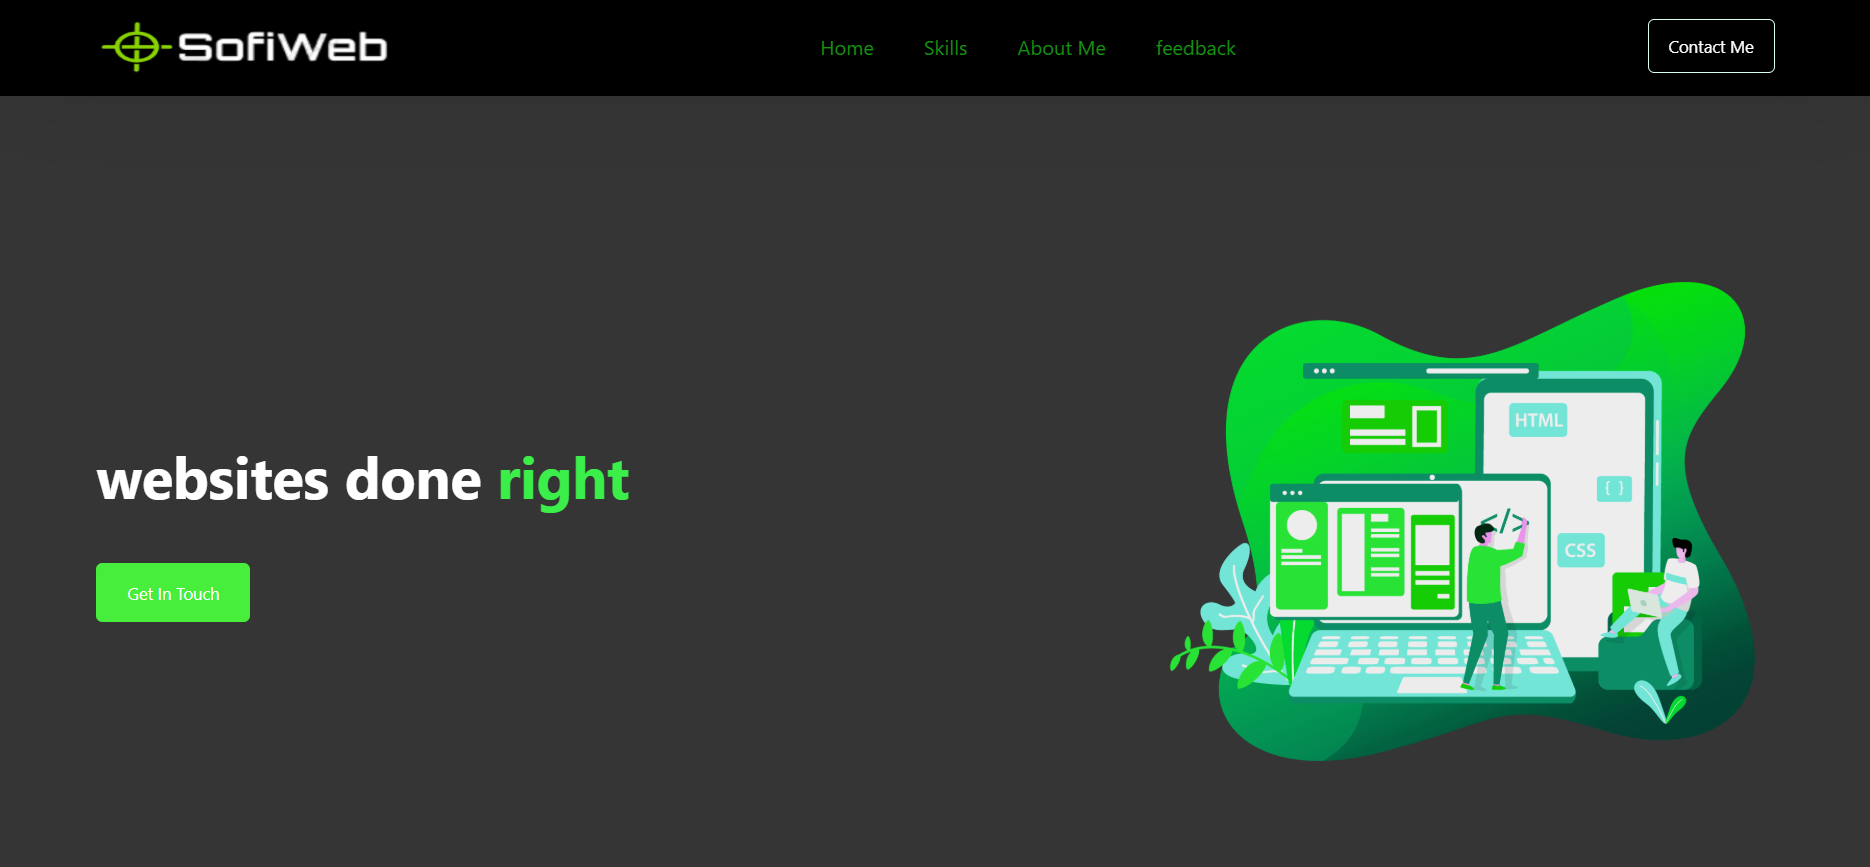 SofiWeb
Home Skills About Me feedback
Contact Me
websites done right
Get In Touch
HTML
{ }
</>
CSS